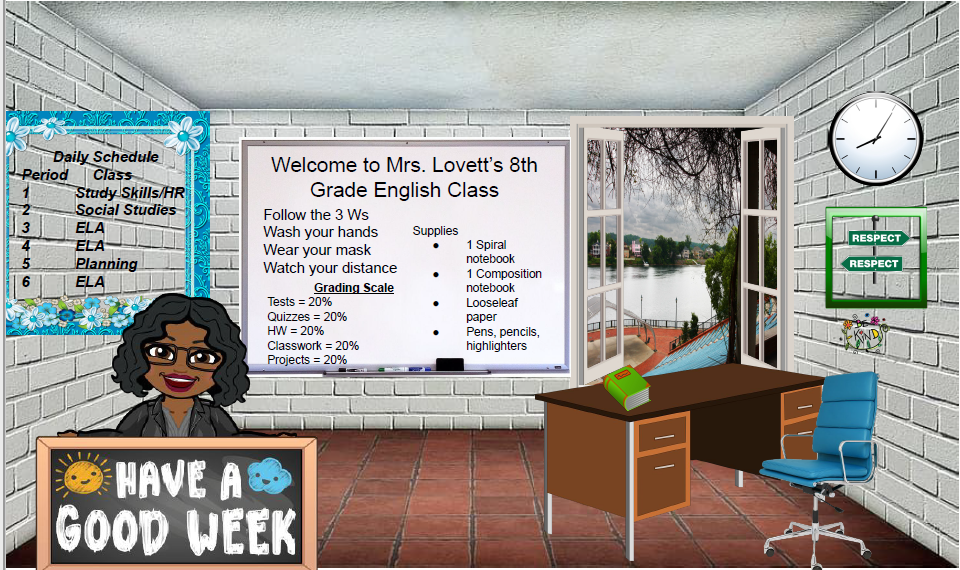 Daily Schedule
Period Class
1 Study Skills/HR
2 Social Studies
3 ELA
4 ELA
5 Planning
6 ELA
Welcome to Mrs. Lovett's 8th
Grade English Class
Follow the 3 Ws
Wash your hands
Wear your mask
Watch your distance
Grading Scale
Tests = 20%
Quizzes = 20%
HW = 20%
Classwork = 20%
Projects = 20%
Supplies
● 1 Spiral
notebook
● 1 Composition
notebook
● Looseleaf
paper
● Pens, pencils,
highlighters
RESPECT
RESPECT
BE
KIND
HAVE A
GOOD WEEK